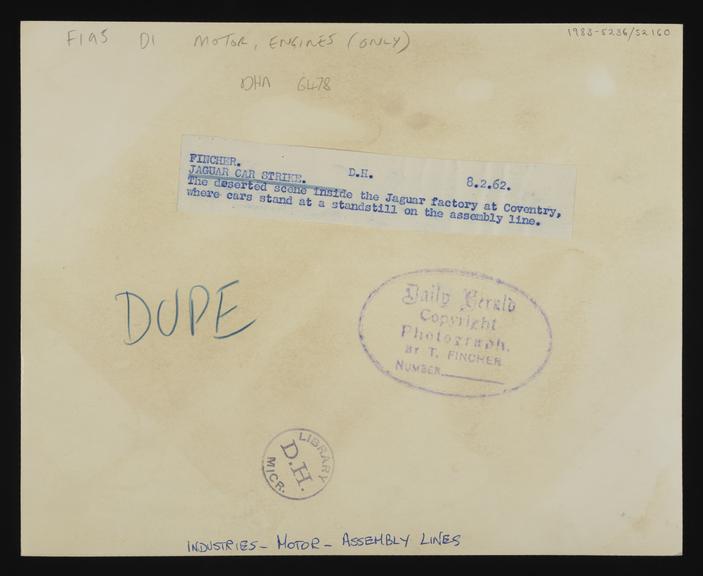 F195 D1 MOTOR, ENGINES (ONLY)
1983-5236/52160
DHA 6478
FINCHER.
JAGUAR CAR STRIKE. D.H. 8.2.62.
The deserted scene inside the Jaguar factory at Coventry,
where cars stand at a standstill on the assembly line.
DUPE
Daily Herald
Copyright
Photograph.
BY T. FINCHER
NUMBER
LIBRARY
D.H.
MICR.
INDUSTRIES - MOTOR - ASSEMBLY LINES